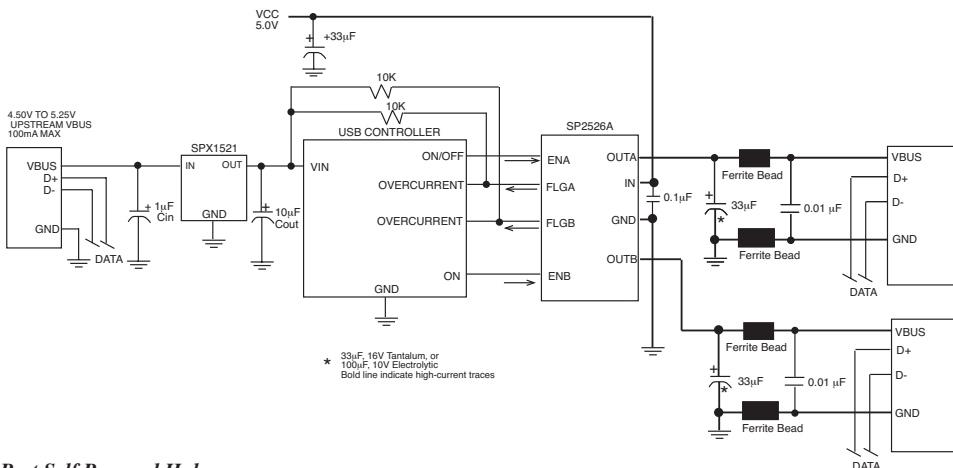 VCC
5.0V
+
+33µF
10K
10K
4.50V TO 5.25V
UPSTREAM VBUS
100mA MAX
VBUS
D+
D-
GND
DATA
+ 1µF
Cin
SPX1521
IN
OUT
GND
+
10µF
Cout
USB CONTROLLER
VIN
ON/OFF
OVERCURRENT
OVERCURRENT
ON
GND
SP2526A
ENA
FLGA
FLGB
ENB
OUTA
IN
GND
OUTB
0.1µF
Ferrite Bead
+
33µF
*
0.01 µF
Ferrite Bead
VBUS
D+
D-
GND
DATA
Ferrite Bead
+
33µF
*
0.01 µF
Ferrite Bead
VBUS
D+
D-
GND
DATA
* 33µF, 16V Tantalum, or
100µF, 10V Electrolytic
Bold line indicate high-current traces